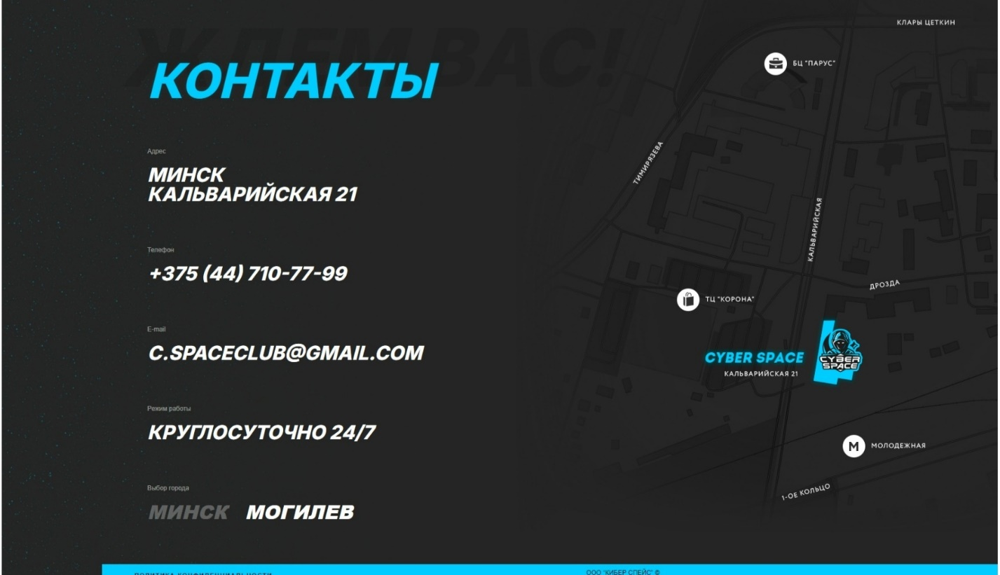 ЖДЕМ ВАС!
КОНТАКТЫ
Адрес
МИНСК
КАЛЬВАРИЙСКАЯ 21
Телефон
+375 (44) 710-77-99
E-mail
C.SPACECLUB@GMAIL.COM
Режим работы
КРУГЛОСУТОЧНО 24/7
Выбор города
МИНСК МОГИЛЕВ
КЛАРЫ ЦЕТКИН
БЦ "ПАРУС"
ТИМИРЯЗЕВА
КАЛЬВАРИЙСКАЯ
ДРОЗДА
ТЦ "КОРОНА"
CYBER SPACE
КАЛЬВАРИЙСКАЯ 21
CYBER
SPACE
М МОЛОДЕЖНАЯ
1-ОЕ КОЛЬЦО
ПОЛИТИКА КОНФИДЕНЦИАЛЬНОСТИ
ООО "КИБЕР СПЕЙС" ©